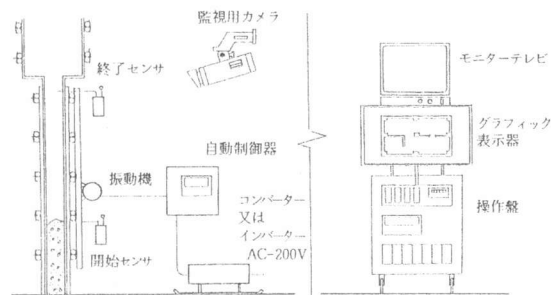 監視用カメラ
終了センサ
自動制御器
振動機
コンバーター
又は
インバーター
AC-200V
開始センサ
モニターテレビ
グラフィック
表示器
操作盤